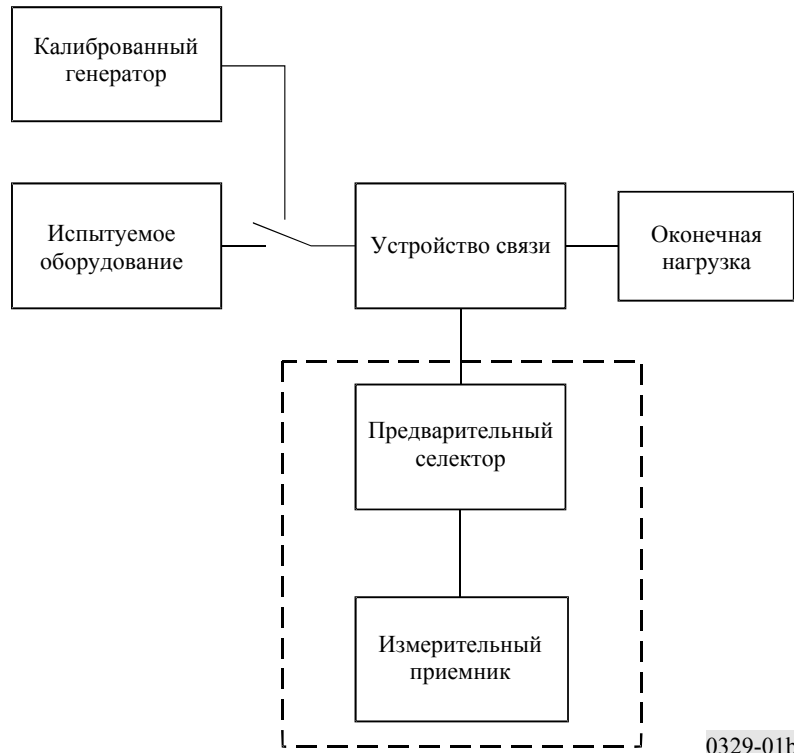 Калиброванный
генератор
Испытуемое
оборудование
Устройство связи
Оконечная
нагрузка
Предварительный
селектор
Измерительный
приемник
0329-01b